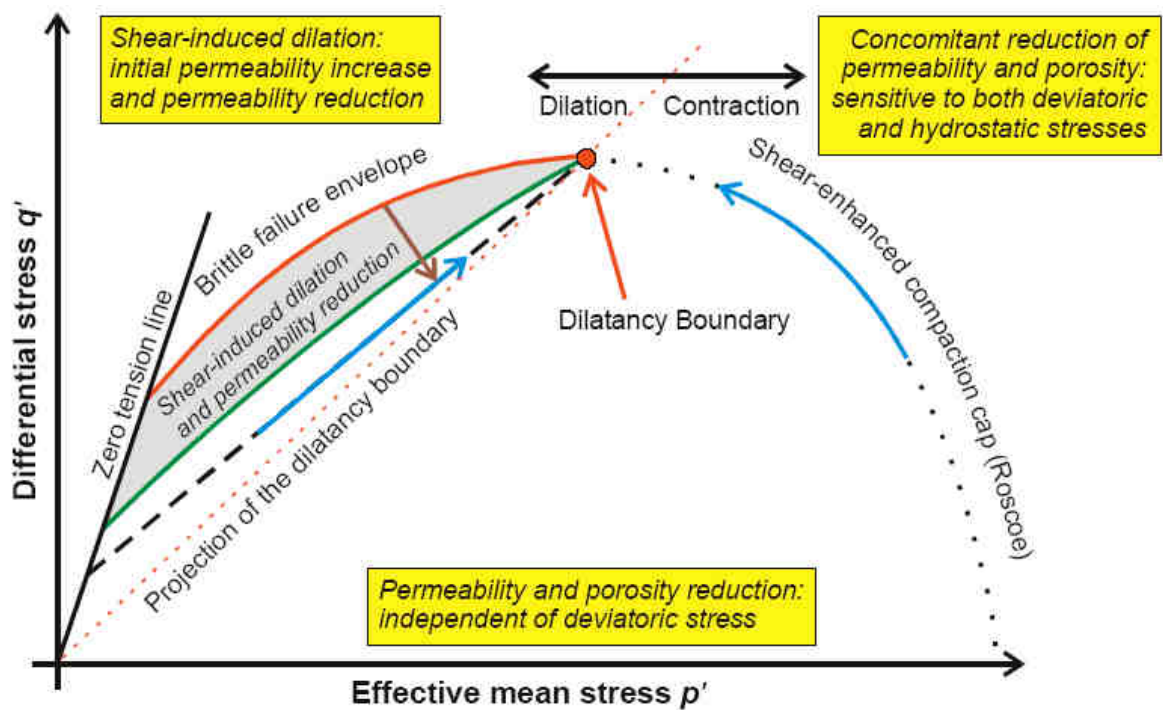 Shear-induced dilation:
initial permeability increase
and permeability reduction
Concomitant reduction of
permeability and porosity:
sensitive to both deviatoric
and hydrostatic stresses
Dilation
Contraction
Brittle failure envelope
Shear-enhanced compaction cap (Roscoe)
Zero tension line
Shear-induced dilation
and permeability reduction
Dilatancy Boundary
Projection of the dilatancy boundary
Differential stress q'
Permeability and porosity reduction:
independent of deviatoric stress
Effective mean stress p'